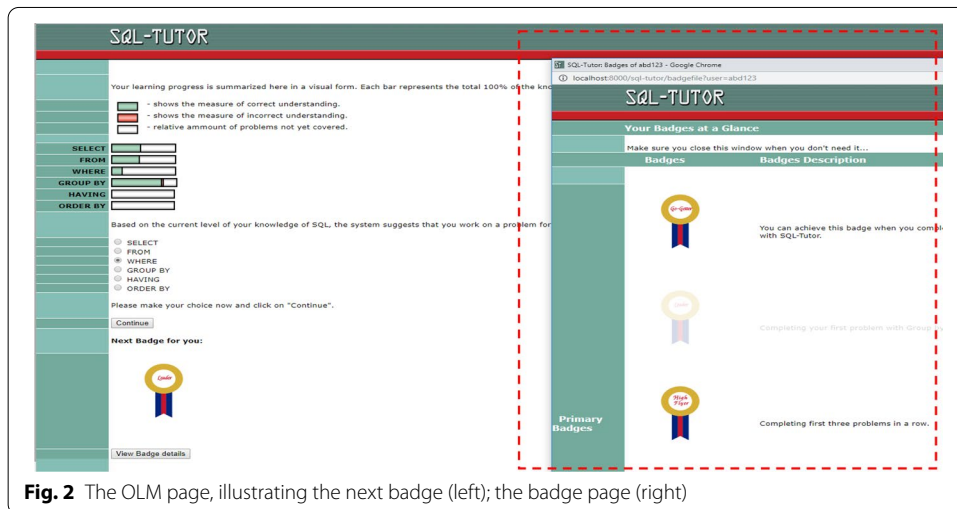 SQL-TUTOR
Your learning progress is summarized here in a visual form. Each bar represents the total 100% of the kno
- shows the measure of correct understanding.
- shows the measure of incorrect understanding.
- relative ammount of problems not yet covered.
SELECT
FROM
WHERE
GROUP BY
HAVING
ORDER BY
Based on the current level of your knowledge of SQL, the system suggests that you work on a problem for
SELECT
FROM
WHERE
GROUP BY
HAVING
ORDER BY
Please make your choice now and click on "Continue".
Continue
Next Badge for you:
Leader
View Badge details
SQL-Tutor: Badges of abd123 - Google Chrome
localhost:8000/sql-tutor/badgefile?user=abd123
SQL-TUTOR
Your Badges at a Glance
Make sure you close this window when you don't need it...
Badges Badges Description
Go-Getter
You can achieve this badge when you comple
with SQL-Tutor.
Leader
Completing your first problem with Group by
High
Flyer
Completing first three problems in a row.
Primary
Badges
Fig. 2 The OLM page, illustrating the next badge (left); the badge page (right)